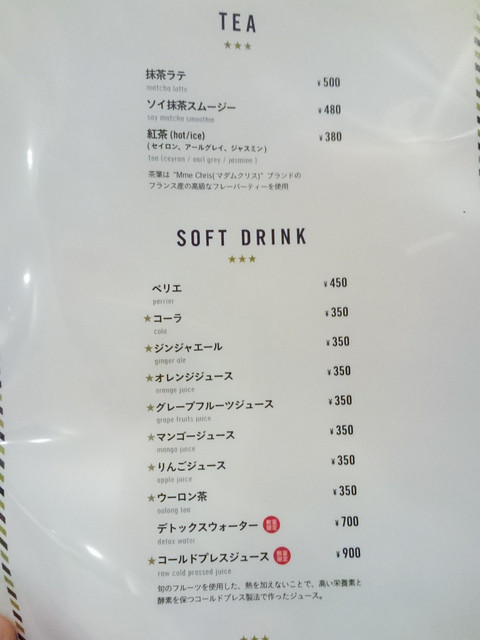 TEA
★★★
抹茶ラテ ¥500
matcha latte
ソイ抹茶スムージー ¥480
soy matcha smoothie
紅茶 (hot/ice) ¥380
(セイロン、アールグレイ、ジャスミン)
tea (ceyron / earl grey / jasmine )
茶葉は "Mme Chris(マダムクリス)" ブランドの
フランス産の高級なフレーバーティーを使用
SOFT DRINK
★★★
ペリエ ¥450
perrier
★コーラ ¥350
cola
★ジンジャエール ¥350
ginger ale
★オレンジジュース ¥350
orange juice
★グレープフルーツジュース ¥350
grape fruits juice
★マンゴージュース ¥350
mango juice
★りんごジュース ¥350
apple juice
★ウーロン茶 ¥350
oolong tea
デトックスウォーター 数量限定 ¥700
detox water
★コールドプレスジュース 数量限定 ¥900
raw cold pressed juice
旬のフルーツを使用した、熱を加えないことで、高い栄養素と
酵素を保つコールドプレス製法で作ったジュース。
★★★